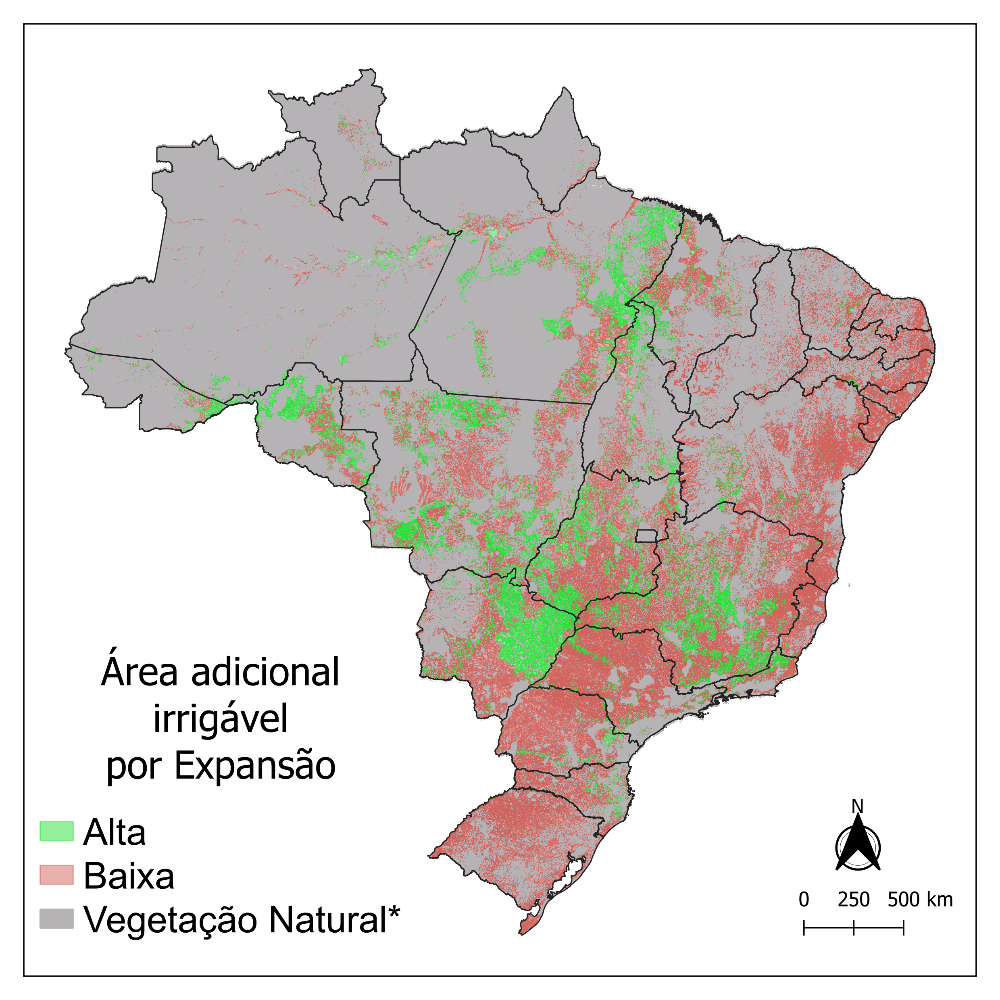 Área adicional
irrigável
por Expansão
Alta
Baixa
Vegetação Natural*
N
0 250 500 km